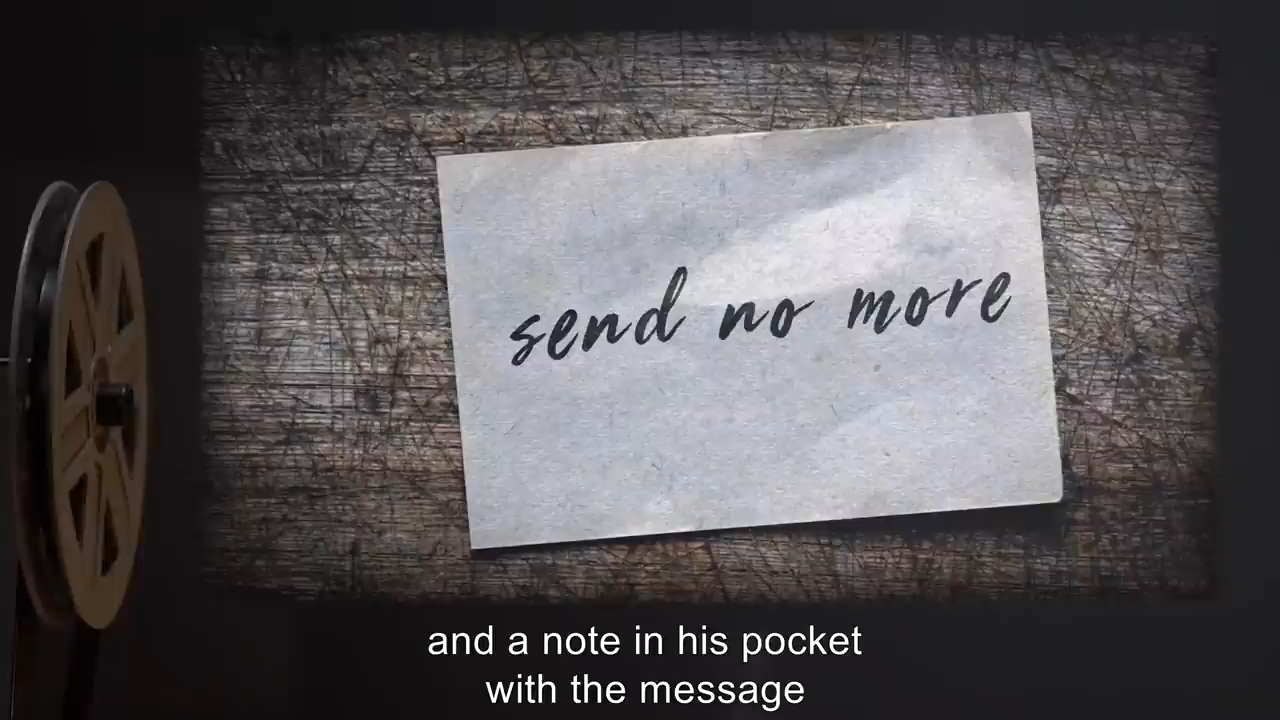 send no more
and a note in his pocket
with the message